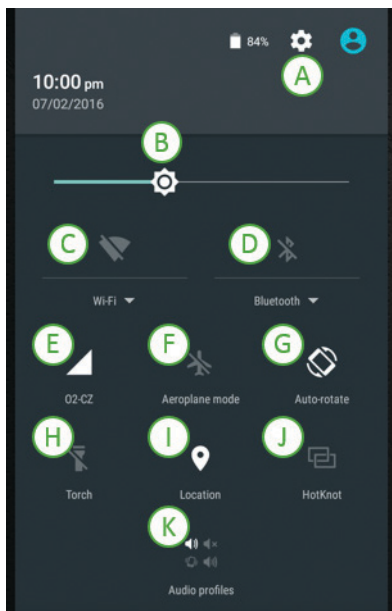 84%
A
10:00 pm
07/02/2016
B
C
D
Wi-Fi
Bluetooth
E
F
G
O2-CZ
Aeroplane mode
Auto-rotate
H
I
J
Torch
Location
HotKnot
K
Audio profiles